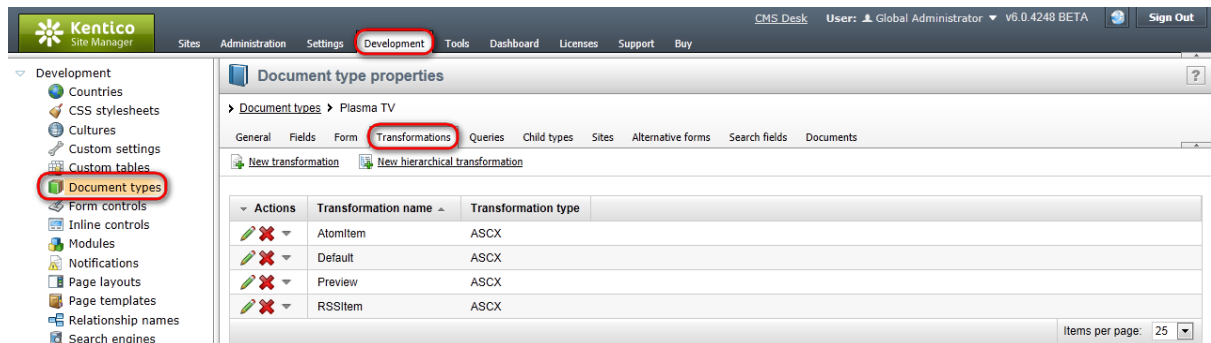 CMS Desk User: Global Administrator v6.0.4248 BETA Sign Out
Kentico
Site Manager
Sites Administration Settings Development Tools Dashboard Licenses Support Buy
Development
Countries
CSS stylesheets
Cultures
Custom settings
Custom tables
Document types
Form controls
Inline controls
Modules
Notifications
Page layouts
Page templates
Relationship names
Search engines
Document type properties
?
> Document types > Plasma TV
General Fields Form Transformations Queries Child types Sites Alternative forms Search fields Documents
New transformation New hierarchical transformation
Actions Transformation name Transformation type
AtomItem ASCX
Default ASCX
Preview ASCX
RSSItem ASCX
Items per page: 25